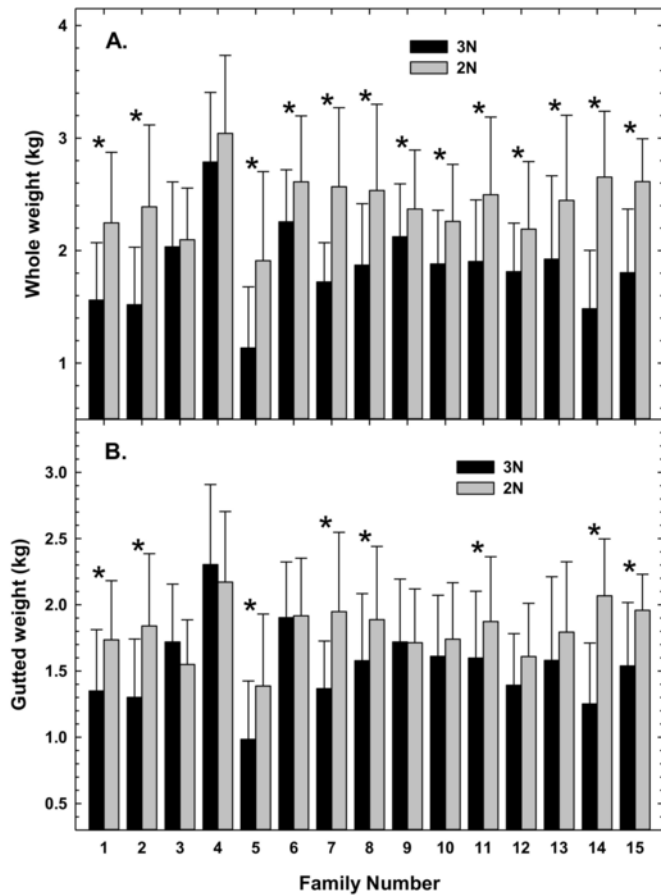 A.
3N
2N
Whole weight (kg)
4
3
2
1
* * * * * * * * * * * * *
B.
3N
2N
Gutted weight (kg)
3.0
2.5
2.0
1.5
1.0
0.5
* * * * * * * *
1 2 3 4 5 6 7 8 9 10 11 12 13 14 15
Family Number